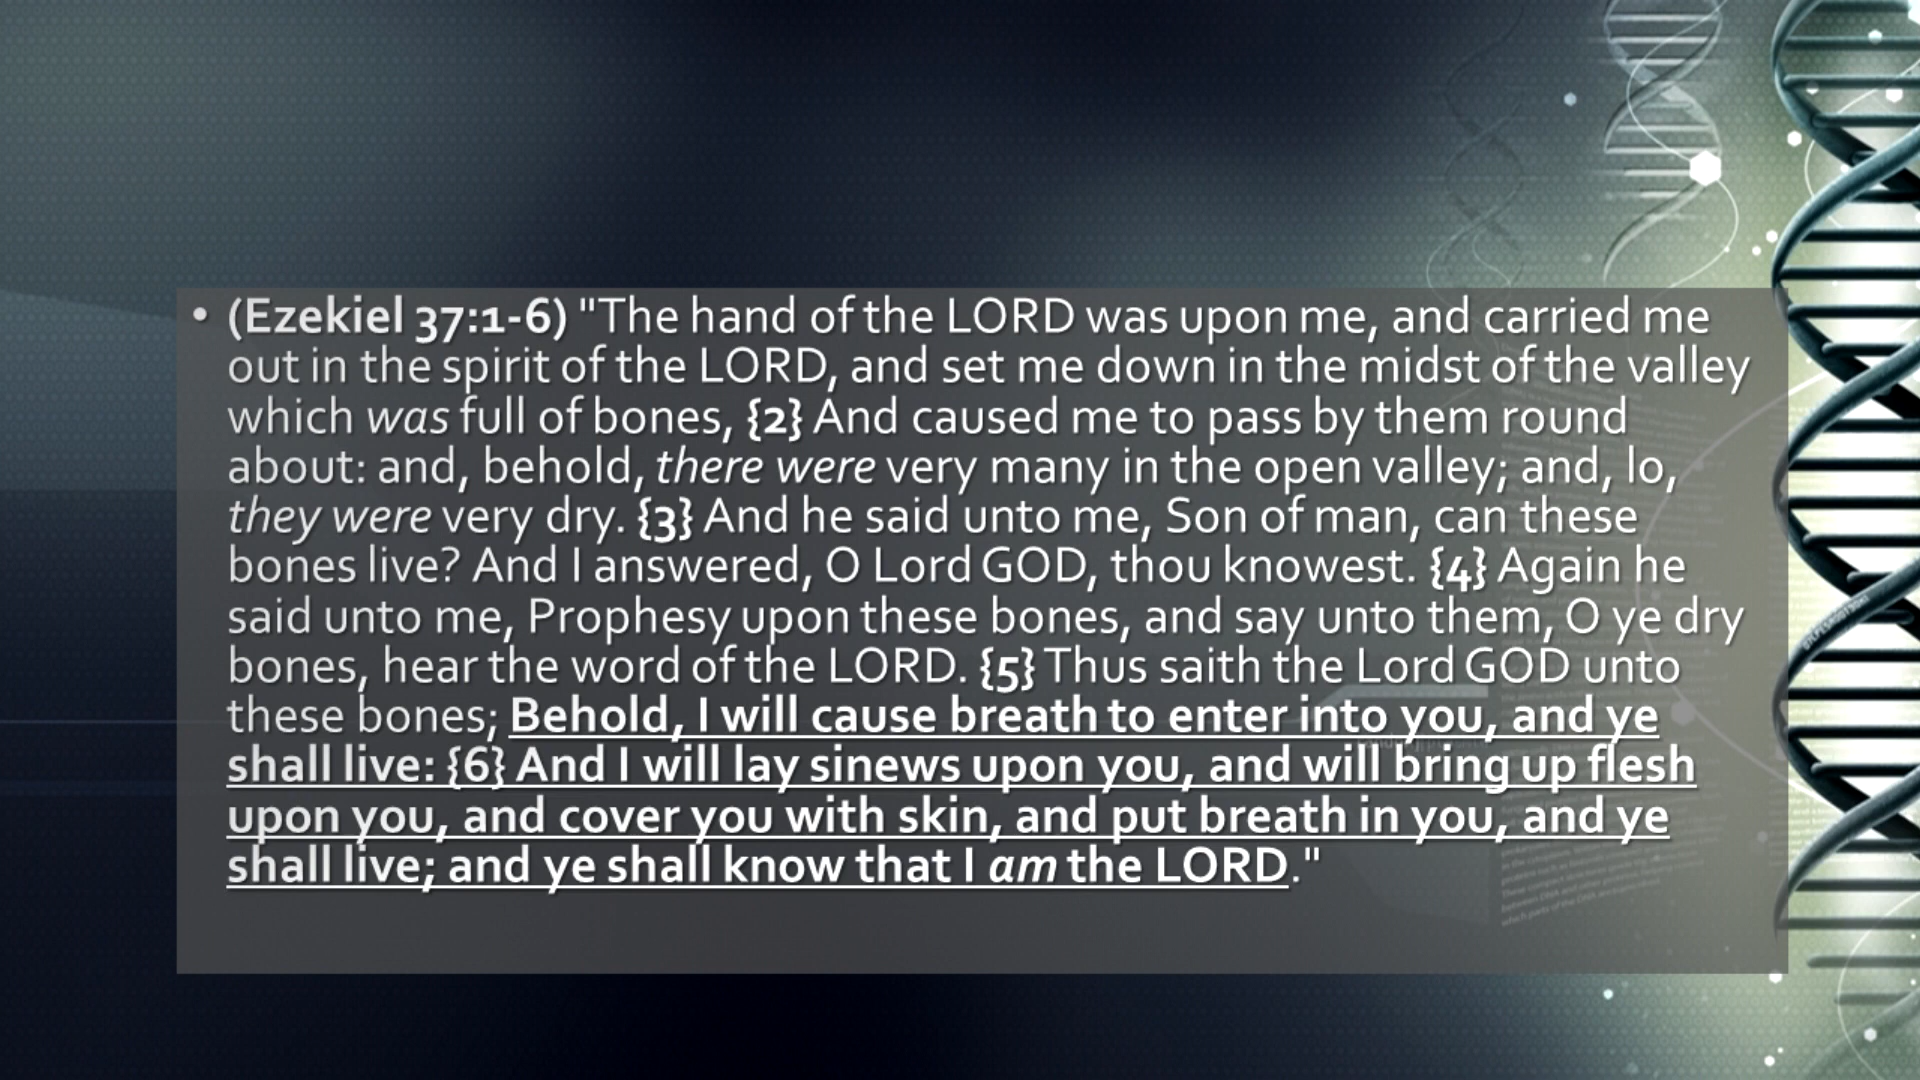 • (Ezekiel 37:1-6) "The hand of the LORD was upon me, and carried me
out in the spirit of the LORD, and set me down in the midst of the valley
which was full of bones, {2} And caused me to pass by them round
about: and, behold, there were very many in the open valley; and, lo,
they were very dry. {3} And he said unto me, Son of man, can these
bones live? And I answered, O Lord GOD, thou knowest. {4} Again he
said unto me, Prophesy upon these bones, and say unto them, O ye dry
bones, hear the word of the LORD. {5} Thus saith the Lord GOD unto
these bones; Behold, I will cause breath to enter into you, and ye
shall live: {6} And I will lay sinews upon you, and will bring up flesh
upon you, and cover you with skin, and put breath in you, and ye
shall live; and ye shall know that I am the LORD."